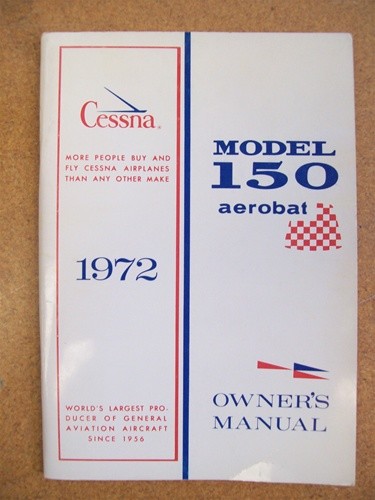 Cessna®
MORE PEOPLE BUY AND
FLY CESSNA AIRPLANES
THAN ANY OTHER MAKE
1972
WORLD'S LARGEST PRO-
DUCER OF GENERAL
AVIATION AIRCRAFT
SINCE 1956
MODEL
150
aerobat
OWNER'S
MANUAL